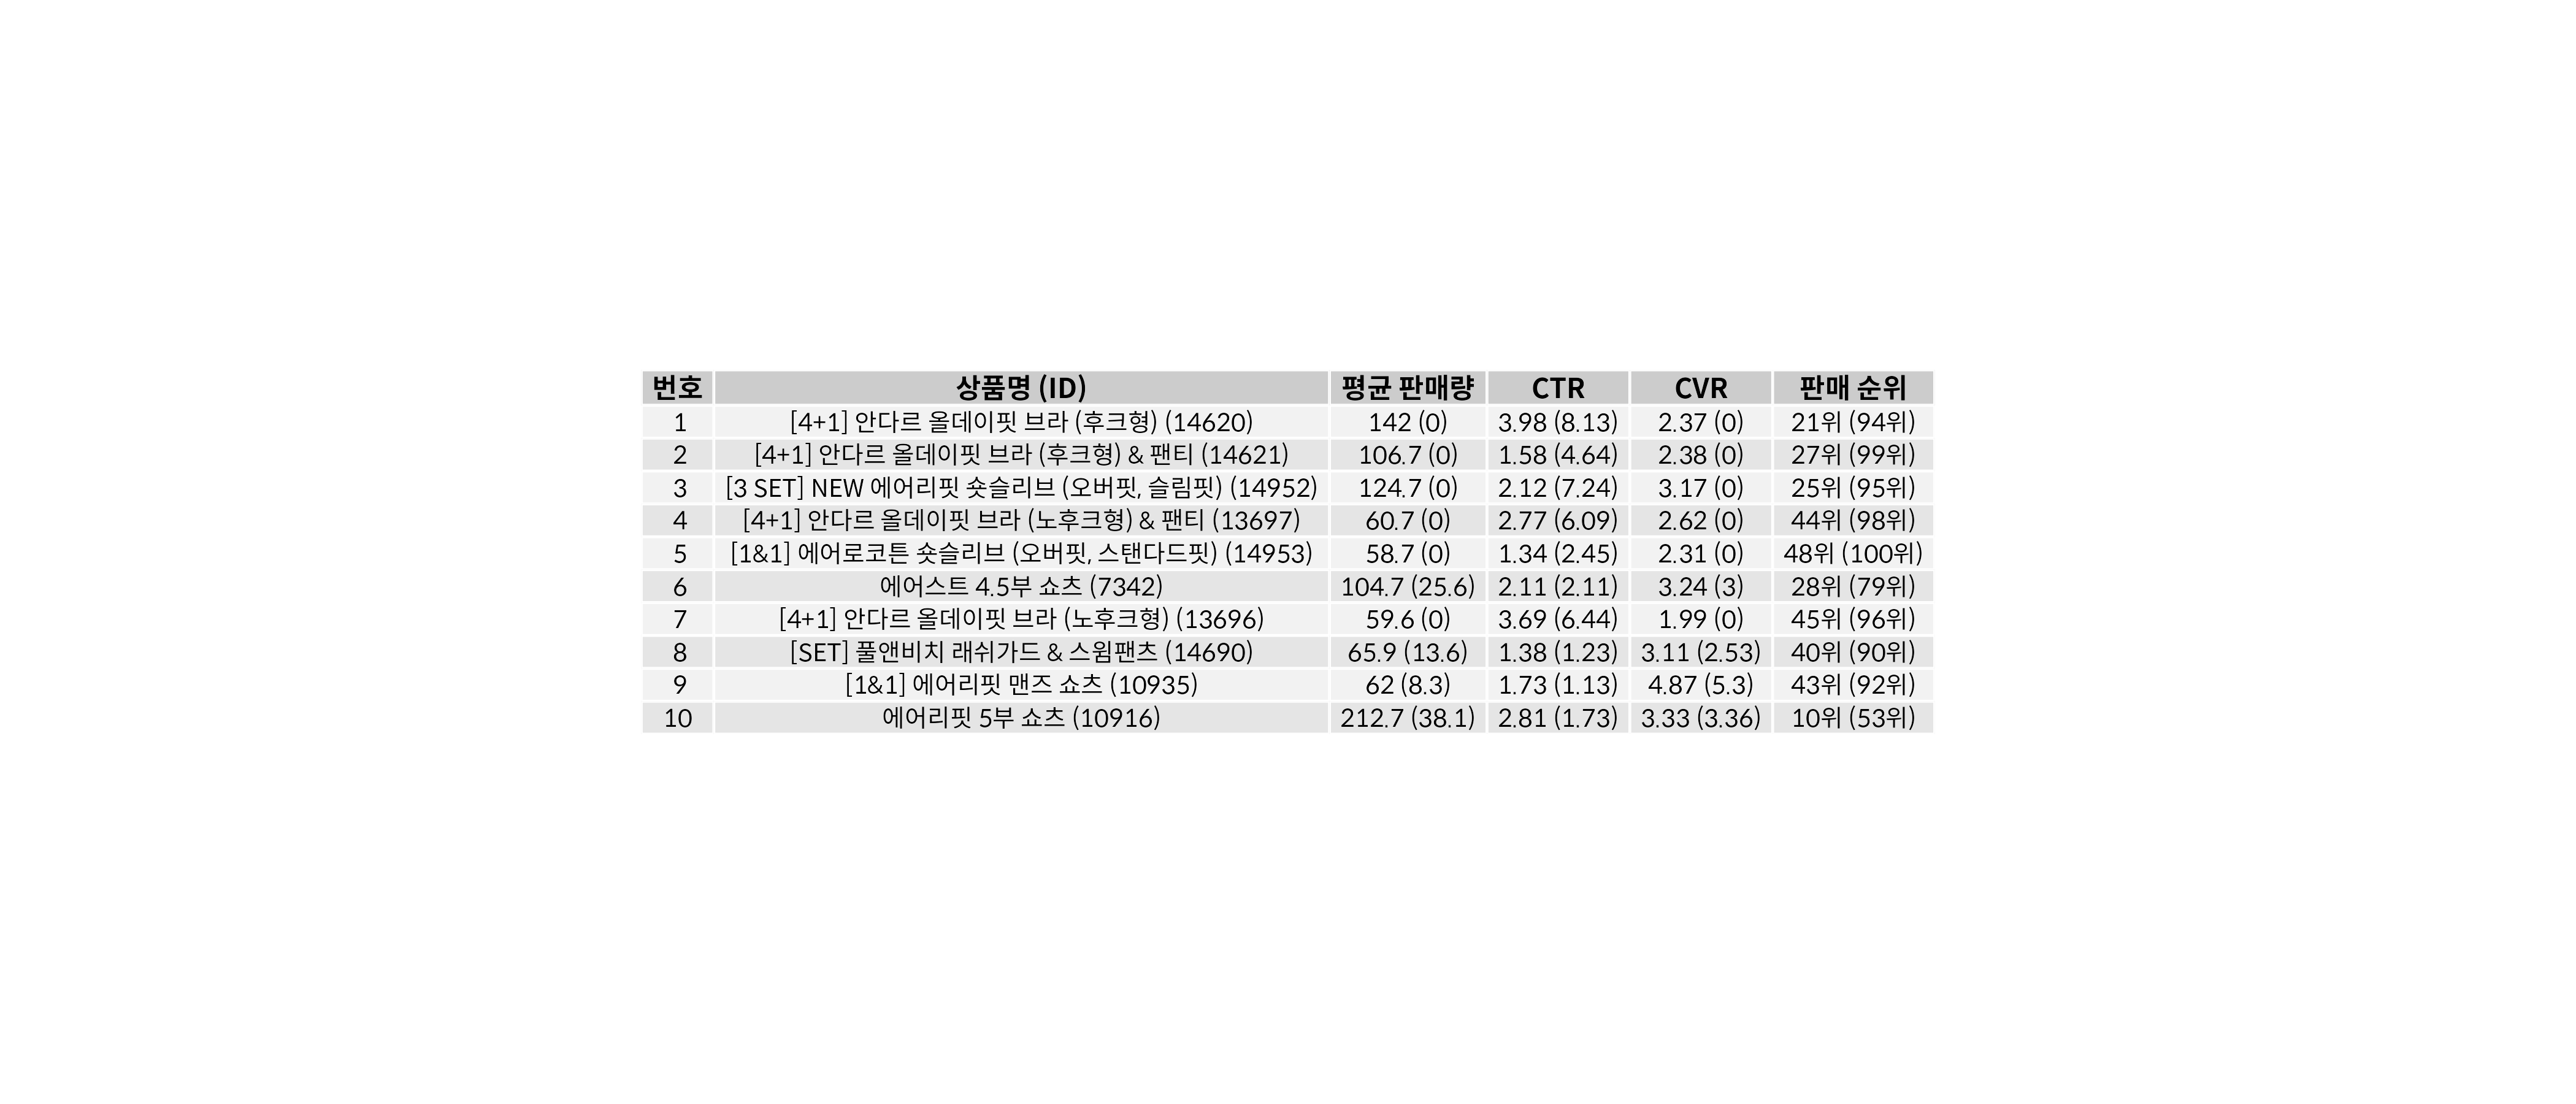 번호 상품명 (ID) 평균 판매량 CTR CVR 판매 순위
1 [4+1] 안다르 올데이핏 브라 (후크형) (14620) 142 (0) 3.98 (8.13) 2.37 (0) 21위 (94위)
2 [4+1] 안다르 올데이핏 브라 (후크형) & 팬티 (14621) 106.7 (0) 1.58 (4.64) 2.38 (0) 27위 (99위)
3 [3 SET] NEW 에어리핏 숏슬리브 (오버핏, 슬림핏) (14952) 124.7 (0) 2.12 (7.24) 3.17 (0) 25위 (95위)
4 [4+1] 안다르 올데이핏 브라 (노후크형) & 팬티 (13697) 60.7 (0) 2.77 (6.09) 2.62 (0) 44위 (98위)
5 [1&1] 에어로코튼 숏슬리브 (오버핏, 스탠다드핏) (14953) 58.7 (0) 1.34 (2.45) 2.31 (0) 48위 (100위)
6 에어스트 4.5부 쇼츠 (7342) 104.7 (25.6) 2.11 (2.11) 3.24 (3) 28위 (79위)
7 [4+1] 안다르 올데이핏 브라 (노후크형) (13696) 59.6 (0) 3.69 (6.44) 1.99 (0) 45위 (96위)
8 [SET] 풀앤비치 래쉬가드 & 스윔팬츠 (14690) 65.9 (13.6) 1.38 (1.23) 3.11 (2.53) 40위 (90위)
9 [1&1] 에어리핏 맨즈 쇼츠 (10935) 62 (8.3) 1.73 (1.13) 4.87 (5.3) 43위 (92위)
10 에어리핏 5부 쇼츠 (10916) 212.7 (38.1) 2.81 (1.73) 3.33 (3.36) 10위 (53위)